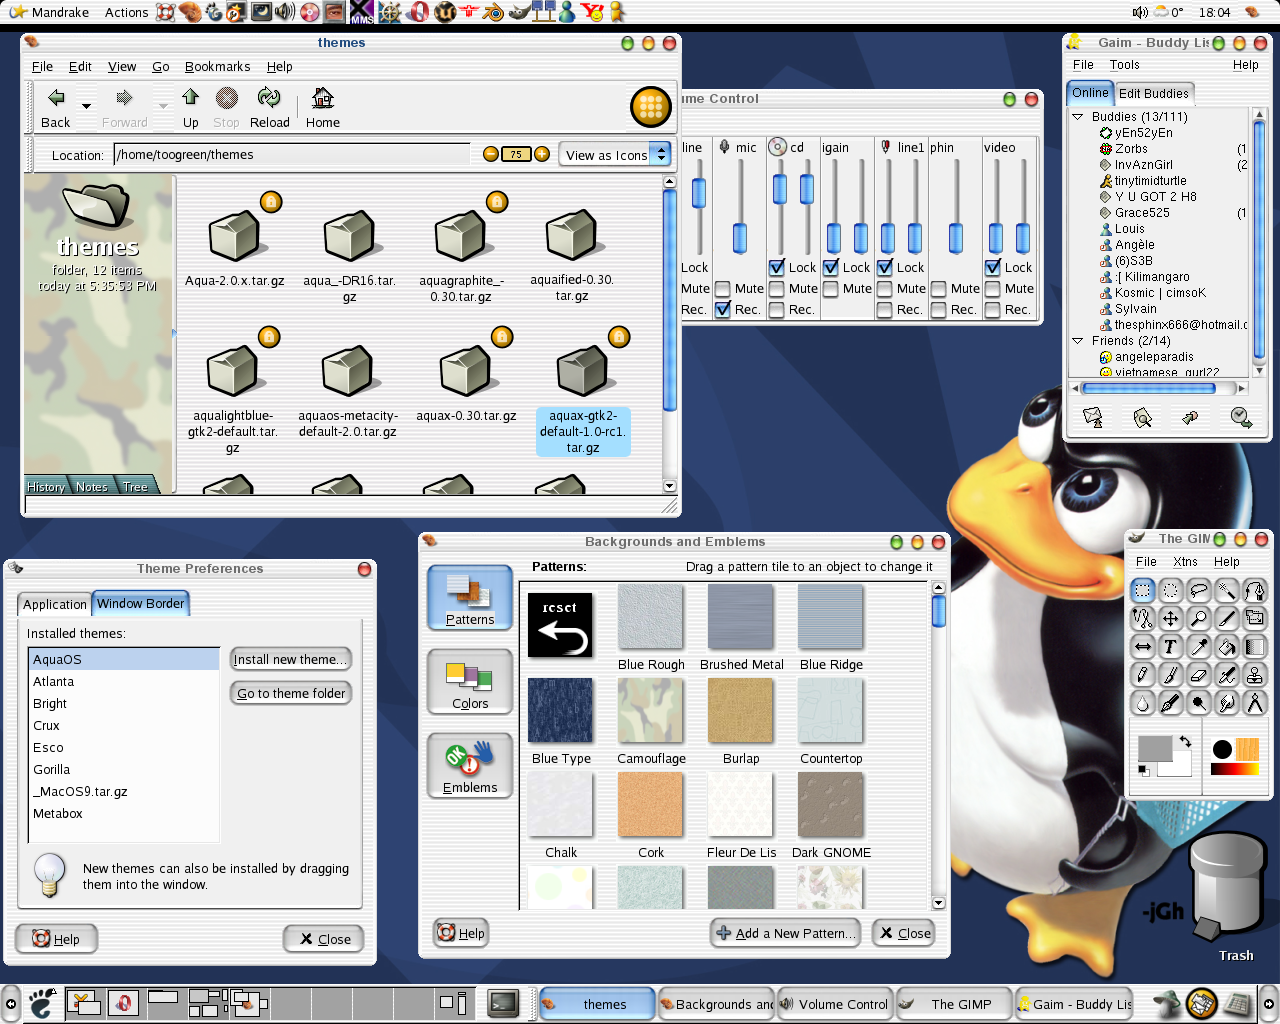 Mandrake Actions
MMS
0° 18:04
themes
File Edit View Go Bookmarks Help
Back Forward Up Stop Reload Home
Location: /home/toogreen/themes 75 View as Icons
themes
folder, 12 items
today at 5:35:53 PM
Aqua-2.0.x.tar.gz
aqua_-DR16.tar.
gz
aquagraphite_-
0.30.tar.gz
aquaified-0.30.
tar.gz
aqualightblue-
gtk2-default.tar.
gz
aquaos-metacity-
default-2.0.tar.gz
aquax-0.30.tar.gz
aquax-gtk2-
default-1.0-rc1.
tar.gz
History Notes Tree
ume Control
line mic cd igain line1 phin video
Lock Lock Lock Lock Lock
Mute Mute Mute Mute Mute Mute
Rec. Rec. Rec. Rec. Rec. Rec.
Gaim - Buddy Lis
File Tools Help
Online Edit Buddies
Buddies (13/111)
yEn52yEn
Zorbs (1
InvAznGirl (2
tinytimidturtle
Y U GOT 2 H8
Grace525 (1
Louis
Angèle
(6)S3B
:[ Kilimangaro
Kosmic | cimsoK
Sylvain
thesphinx666@hotmail.c
Friends (2/14)
angeleparadis
vietnamese_gurl22
Theme Preferences
Application Window Border
Installed themes:
AquaOS
Atlanta
Bright
Crux
Esco
Gorilla
_MacOS9.tar.gz
Metabox
Install new theme...
Go to theme folder
New themes can also be installed by dragging
them into the window.
Help Close
Backgrounds and Emblems
Patterns
Colors
OK
Emblems
Patterns: Drag a pattern tile to an object to change it
reset
Blue Rough Brushed Metal Blue Ridge
Blue Type Camouflage Burlap Countertop
Chalk Cork Fleur De Lis Dark GNOME
Help Add a New Pattern... Close
The GIM
File Xtns Help
-jGh
Trash
themes Backgrounds and Volume Control The GIMP Gaim - Buddy Lis